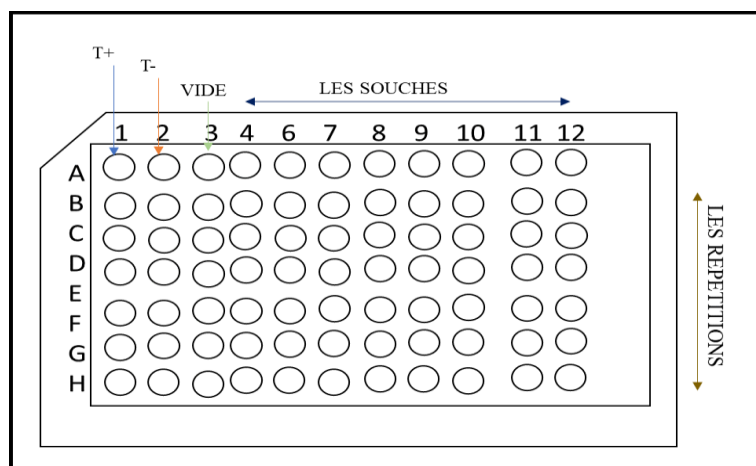 T+
T-
VIDE
LES SOUCHES
1 2 3 4 6 7 8 9 10 11 12
A
B
C
D
E
F
G
H
LES REPETITIONS